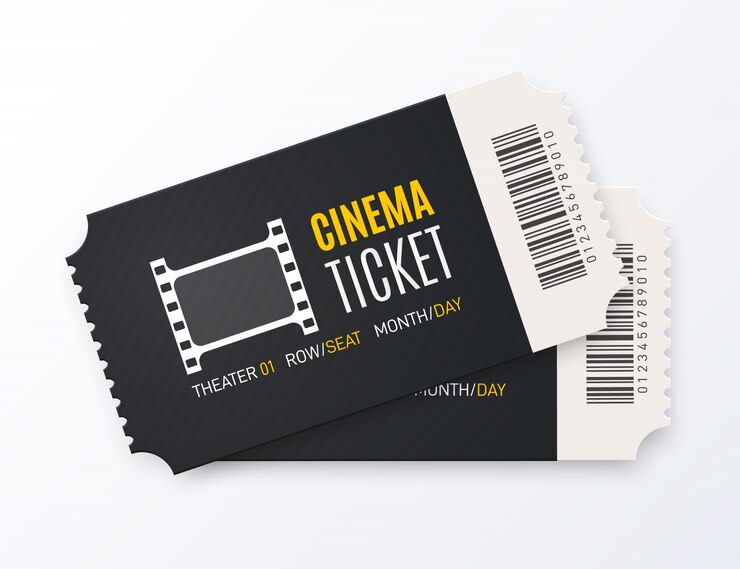 CINEMA
TICKET
THEATER 01 ROW/SEAT MONTH/DAY
0123456789010
MONTH/DAY
0123456789010